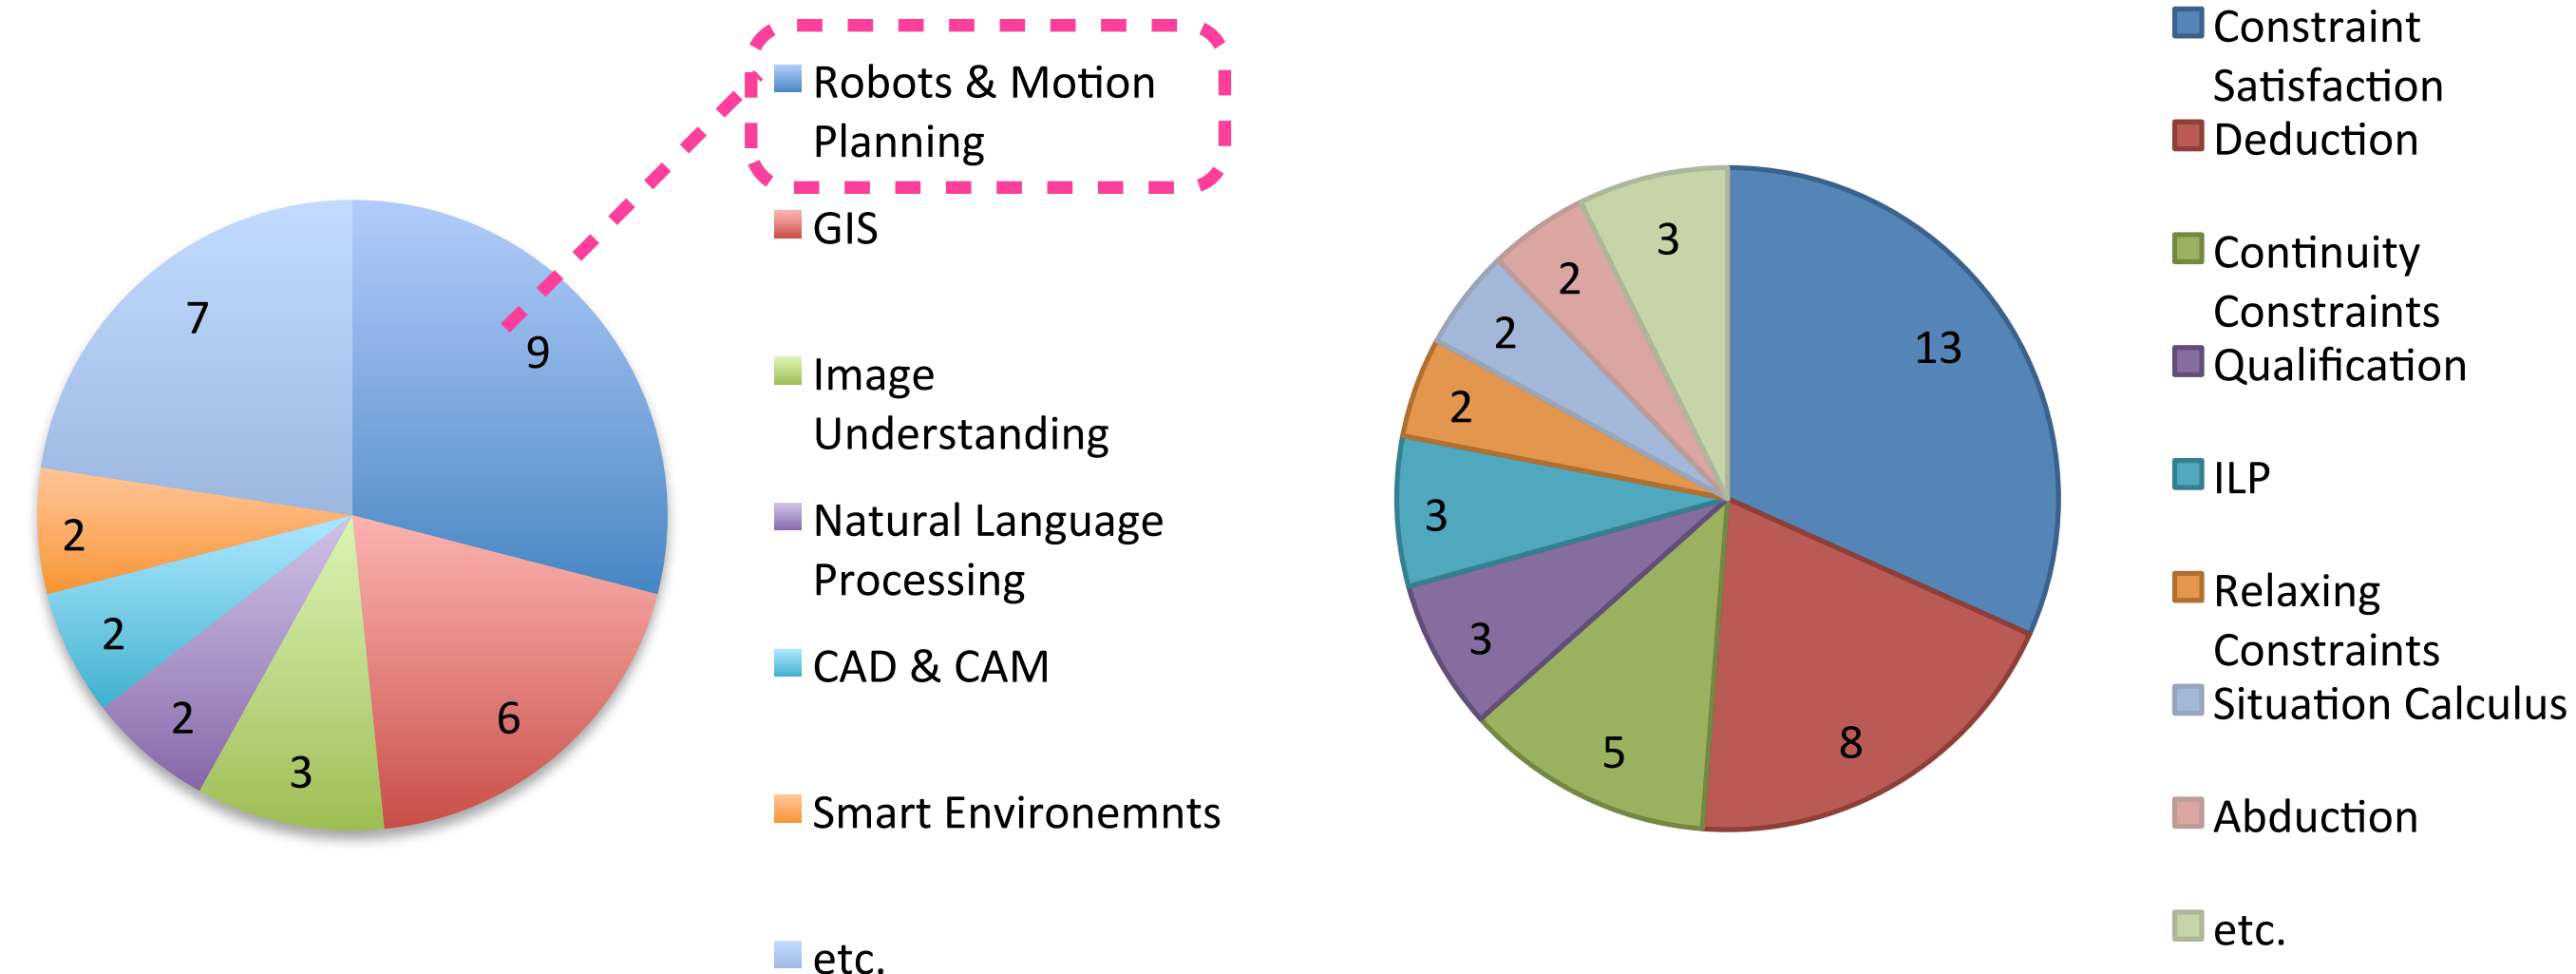 7
9
2
2
2
3
6
Robots & Motion
Planning
GIS
Image
Understanding
Natural Language
Processing
CAD & CAM
Smart Environemnts
etc.
3
2
2
2
3
3
5
8
13
Constraint
Satisfaction
Deduction
Continuity
Constraints
Qualification
ILP
Relaxing
Constraints
Situation Calculus
Abduction
etc.